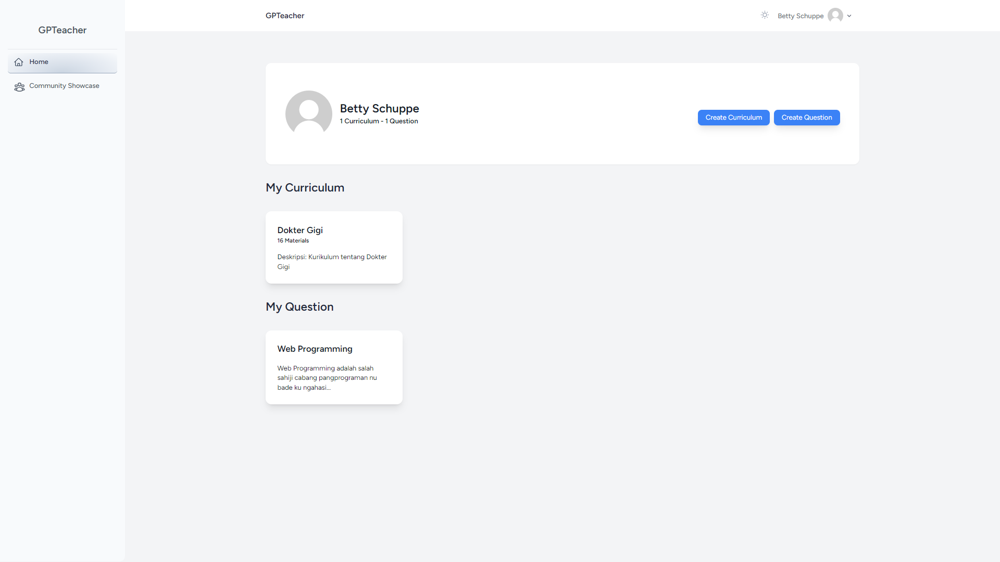 GPTeacher
Home
Community Showcase
GPTeacher
Betty Schuppe
Betty Schuppe
1 Curriculum - 1 Question
Create Curriculum
Create Question
My Curriculum
Dokter Gigi
16 Materials
Deskripsi: Kurikulum tentang Dokter
Gigi
My Question
Web Programming
Web Programming adalah salah
sahiji cabang pangprograman nu
bade ku ngahasi...